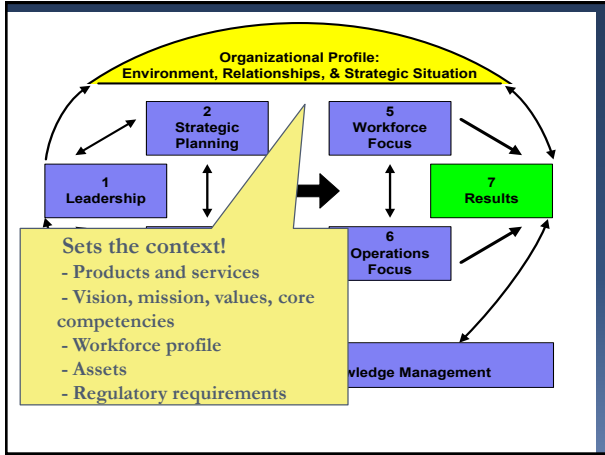 Organizational Profile:
Environment, Relationships, & Strategic Situation
2
Strategic
Planning
5
Workforce
Focus
1
Leadership
7
Results
6
Operations
Focus
Sets the context!
- Products and services
- Vision, mission, values, core
competencies
- Workforce profile
- Assets
- Regulatory requirements
Management